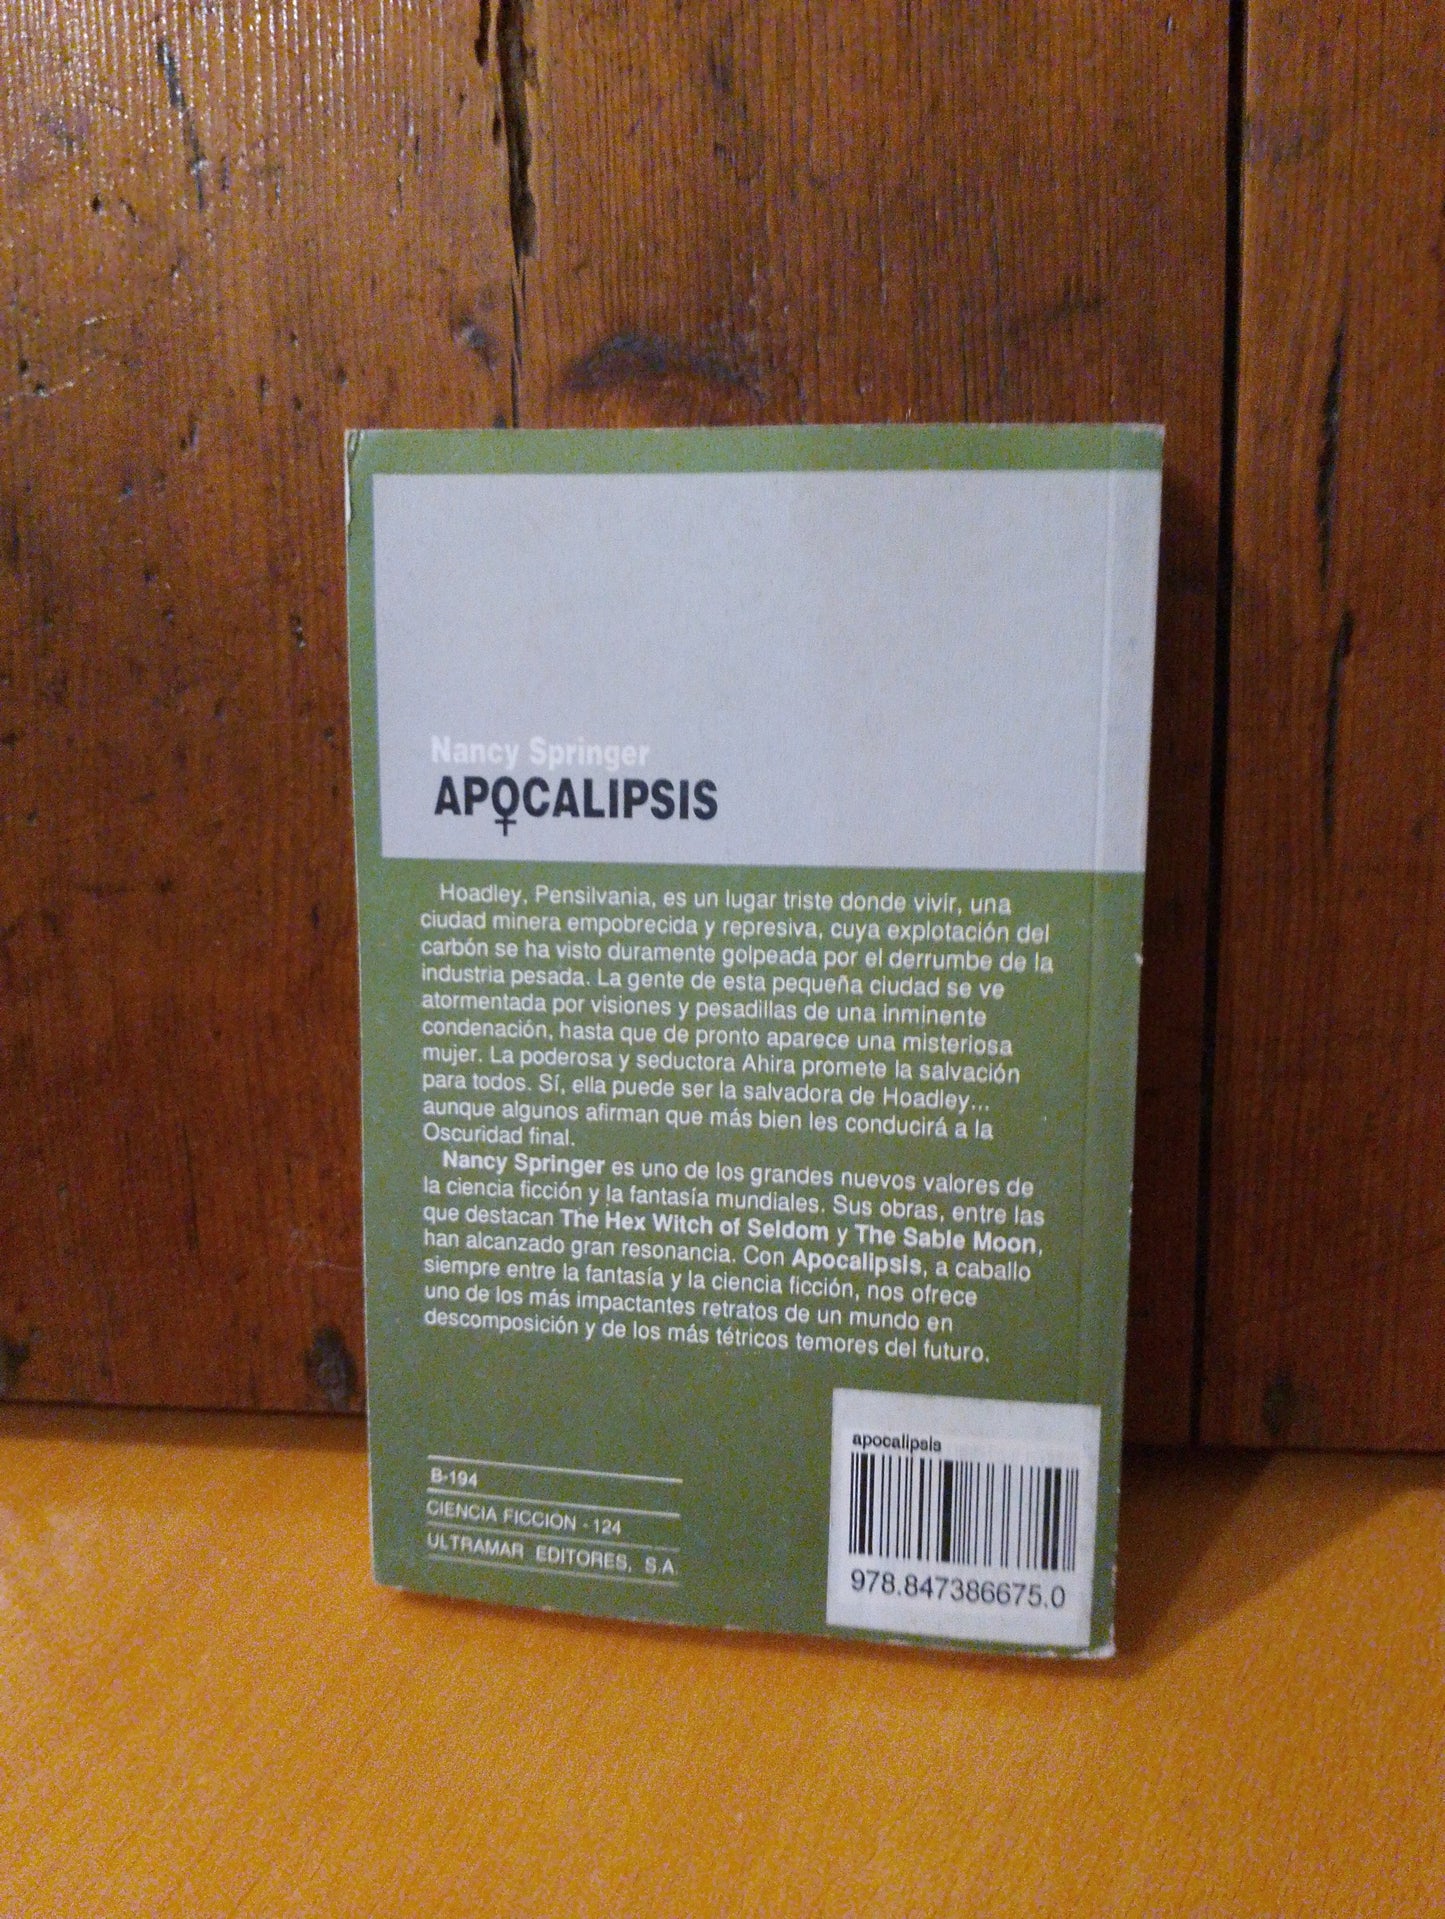 Nancy Springer
APOCALIPSIS
Hoadley, Pensilvania, es un lugar triste donde vivir, una
ciudad minera empobrecida y represiva, cuya explotación del
carbón se ha visto duramente golpeada por el derrumbe de la
industria pesada. La gente de esta pequeña ciudad se ve
atormentada por visiones y pesadillas de una inminente
condenación, hasta que de pronto aparece una misteriosa
mujer. La poderosa y seductora Ahira promete la salvación
para todos. Sí, ella puede ser la salvadora de Hoadley...
aunque algunos afirman que más bien les conducirá a la
Oscuridad final.
Nancy Springer es uno de los grandes nuevos valores de
la ciencia ficción y la fantasía mundiales. Sus obras, entre las
que destacan The Hex Witch of Seldom y The Sable Moon,
han alcanzado gran resonancia. Con Apocalipsis, a caballo
siempre entre la fantasía y la ciencia ficción, nos ofrece
uno de los más impactantes retratos de un mundo en
descomposición y de los más tétricos temores del futuro.
apocalipsis
978.847386675.0
B-194
CIENCIA FICCION - 124
ULTRAMAR EDITORES, S.A.